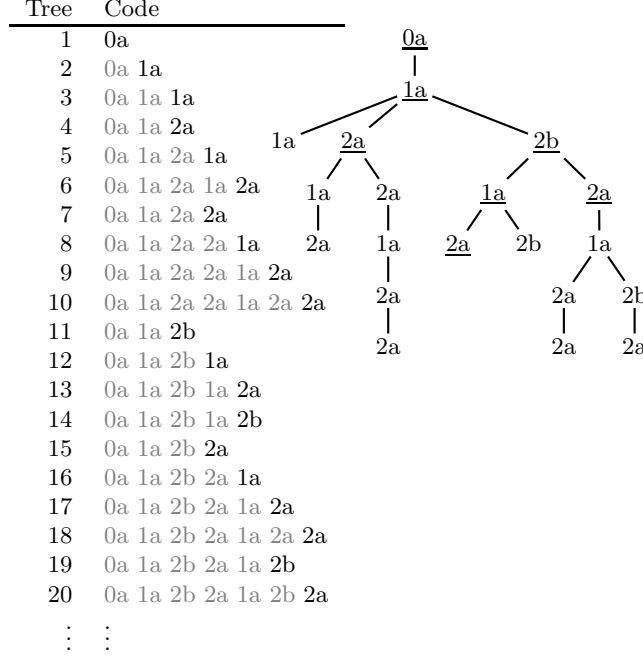 Tree Code
1 0a
2 0a 1a
3 0a 1a 1a
4 0a 1a 2a
5 0a 1a 2a 1a
6 0a 1a 2a 1a 2a
7 0a 1a 2a 2a
8 0a 1a 2a 2a 1a
9 0a 1a 2a 2a 1a 2a
10 0a 1a 2a 2a 1a 2a 2a
11 0a 1a 2b
12 0a 1a 2b 1a
13 0a 1a 2b 1a 2a
14 0a 1a 2b 1a 2b
15 0a 1a 2b 2a
16 0a 1a 2b 2a 1a
17 0a 1a 2b 2a 1a 2a
18 0a 1a 2b 2a 1a 2a 2a
19 0a 1a 2b 2a 1a 2b
20 0a 1a 2b 2a 1a 2b 2a
⋮ ⋮
0a
1a
1a 2a 2b
1a 2a 1a 2a
2a 1a 2a 2b 1a
2a 2a 2b
2a 2a 2a